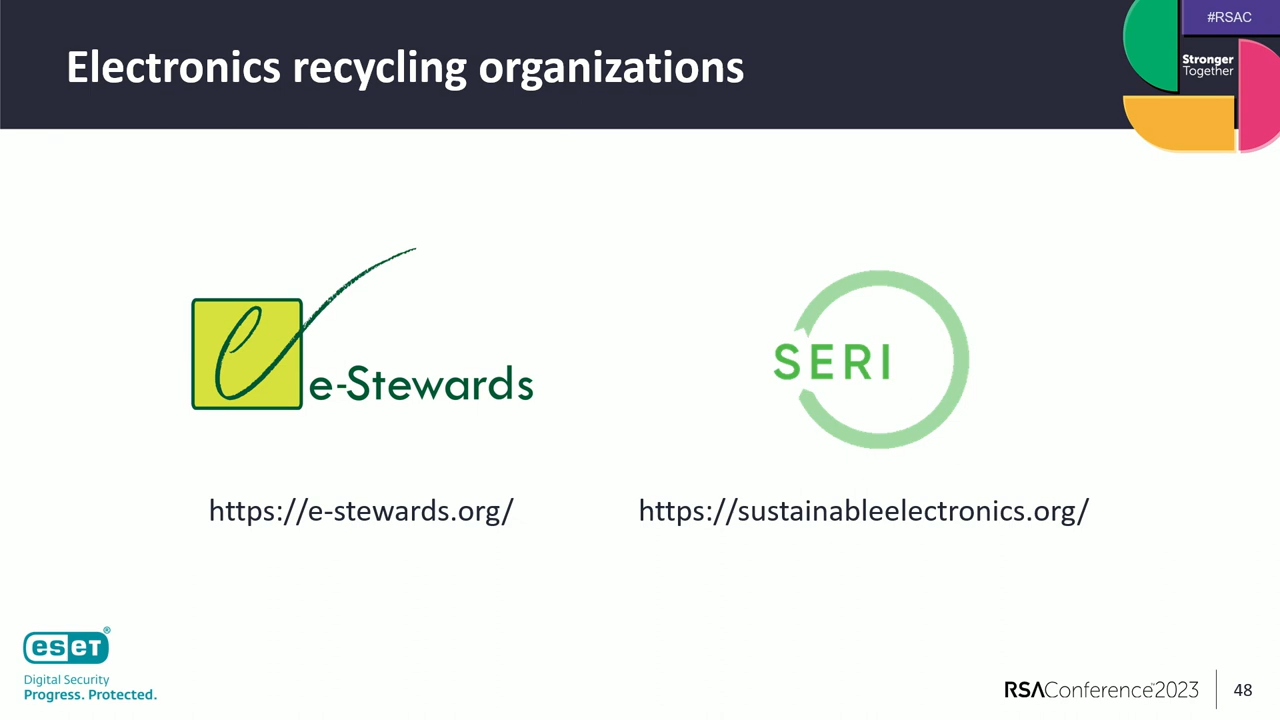 Electronics recycling organizations
#RSAC
Stronger
Together
e-Stewards
SERI
https://e-stewards.org/
https://sustainableelectronics.org/
eseT®
Digital Security
Progress. Protected.
RSAConference™2023
48